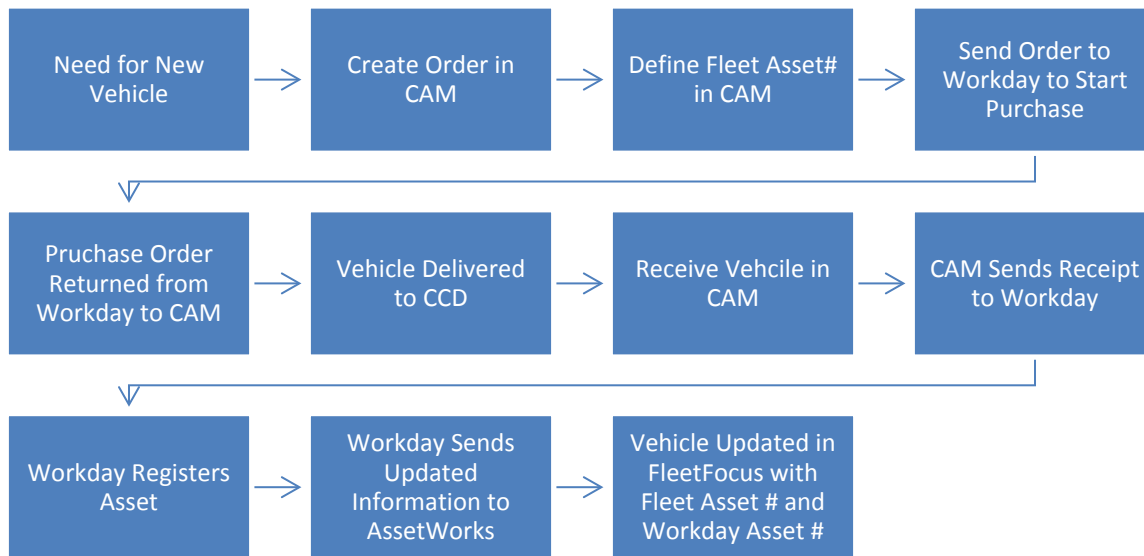 Need for New
Vehicle
Create Order in
CAM
Define Fleet Asset#
in CAM
Send Order to
Workday to Start
Purchase
Pruchase Order
Returned from
Workday to CAM
Vehicle Delivered
to CCD
Receive Vehcile in
CAM
CAM Sends Receipt
to Workday
Workday Registers
Asset
Workday Sends
Updated
Information to
AssetWorks
Vehicle Updated in
FleetFocus with
Fleet Asset # and
Workday Asset #